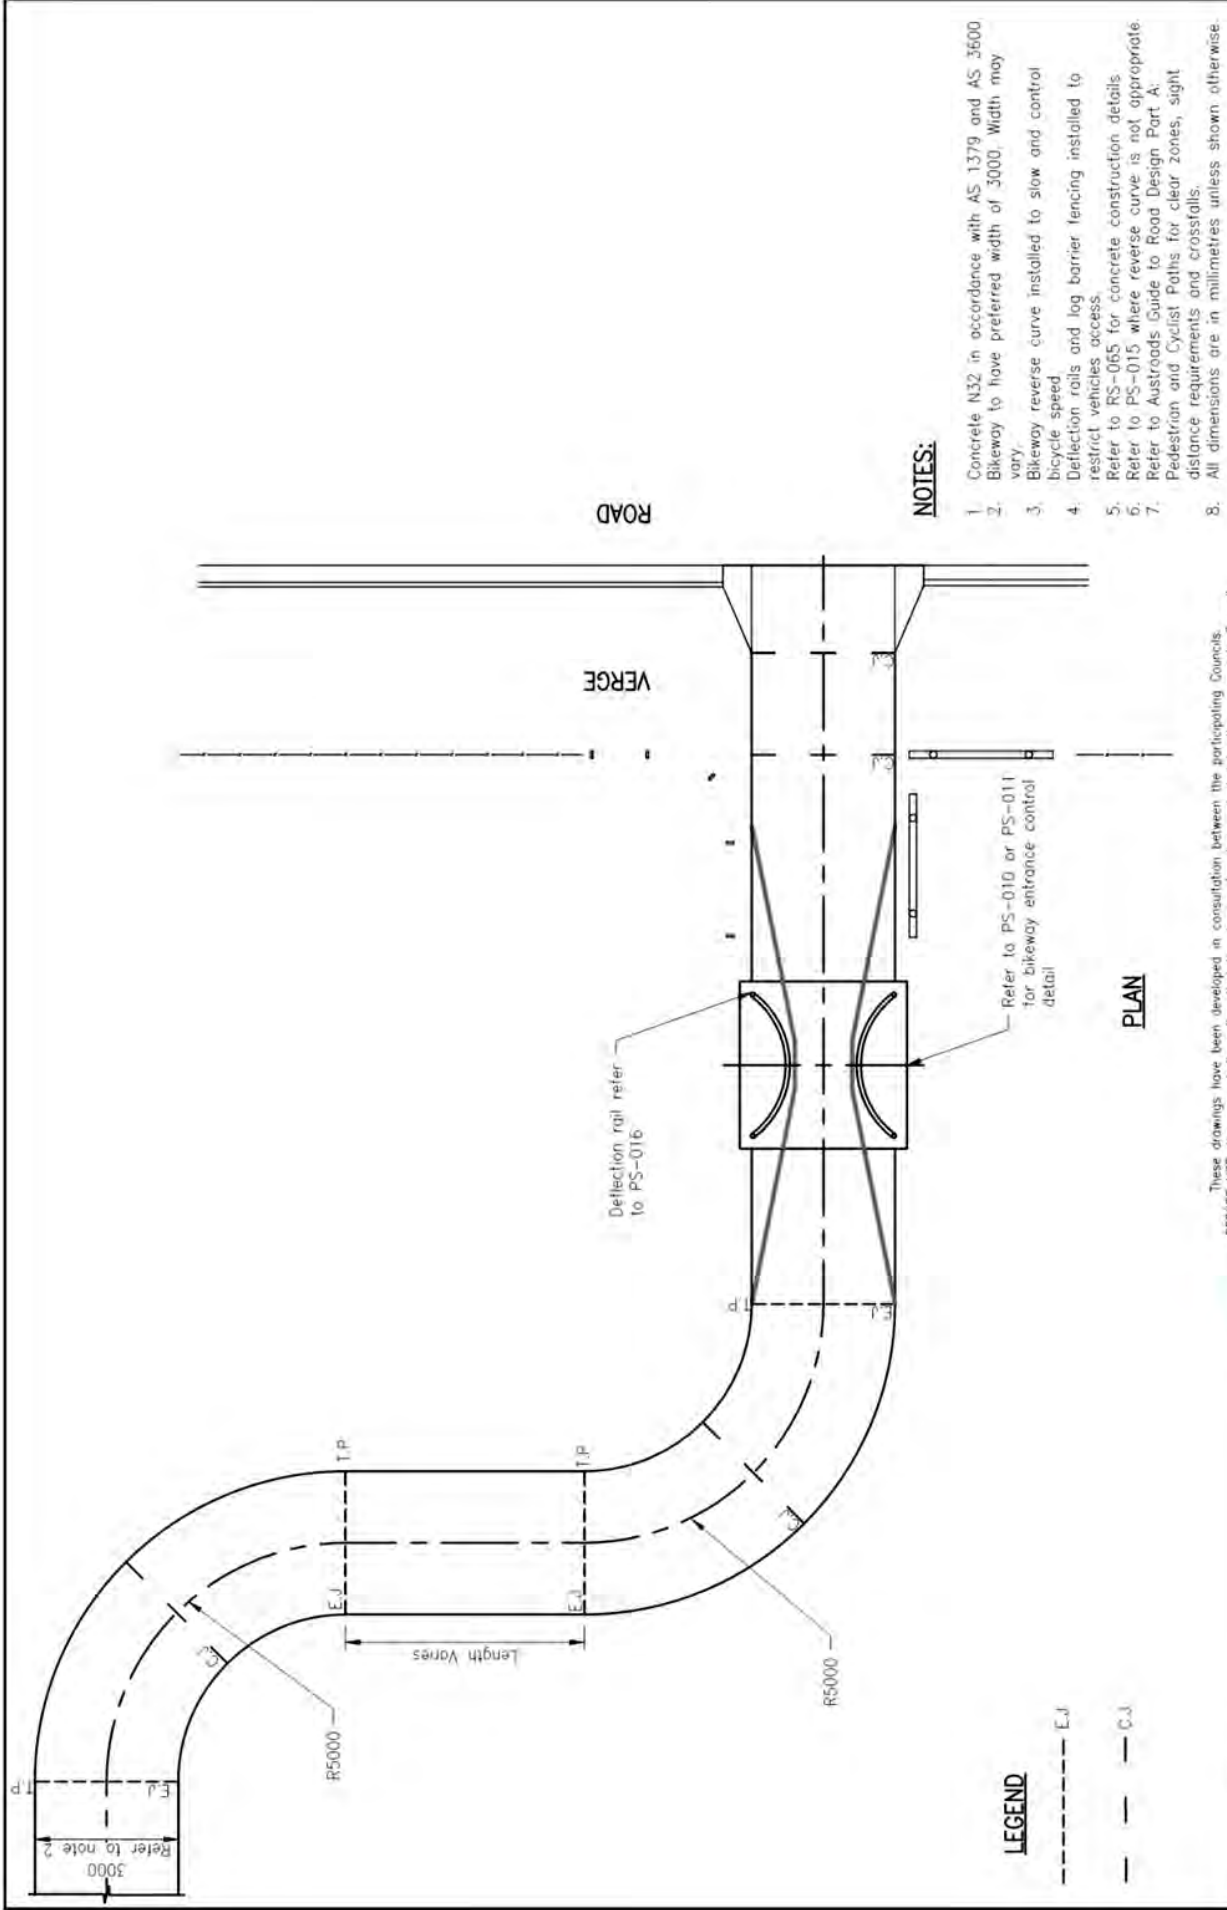 3000
Refer to note 2
T.P
E.J
C.J
R5000
T.P
E.J
Length Varies
T.P
E.J
R5000
C.J
T.P
E.J
Deflection rail refer
to PS-016
Refer to PS-010 or PS-011
for bikeway entrance control
detail
C.J
C.J
VERGE
ROAD
PLAN
LEGEND
E.J
C.J
NOTES:
1. Concrete N32 in accordance with AS 1379 and AS 3600
2. Bikeway to have preferred width of 3000. Width may
vary.
3. Bikeway reverse curve installed to slow and control
bicycle speed
4. Deflection rails and log barrier fencing installed to
restrict vehicles access.
5. Refer to RS-065 for concrete construction details
6. Refer to PS-015 where reverse curve is not appropriate.
7. Refer to Austroads Guide to Road Design Part A:
Pedestrian and Cyclist Paths for clear zones, sight
distance requirements and crossfalls.
8. All dimensions are in millimetres unless shown otherwise.
These drawings have been developed in consultation between the participating Councils.